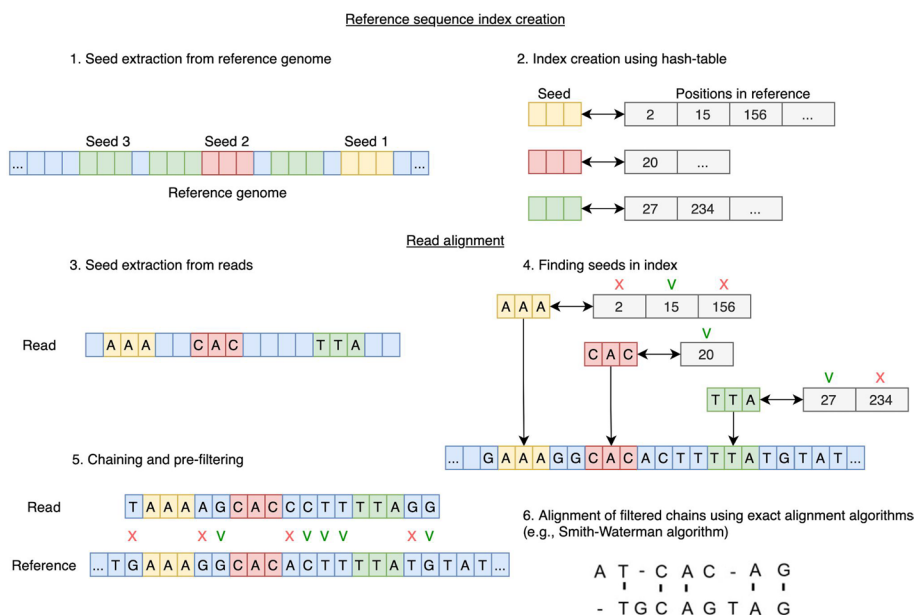 Reference sequence index creation
1. Seed extraction from reference genome
Seed 3 Seed 2 Seed 1
... ...
Reference genome
2. Index creation using hash-table
Seed Positions in reference
2 15 156 ...
20 ...
27 234 ...
Read alignment
3. Seed extraction from reads
Read A A A C A C T T A
4. Finding seeds in index
X V X
A A A 2 15 156
V
C A C 20
V X
T T A 27 234
... G A A A G G C A C A C T T T T A T G T A T ...
5. Chaining and pre-filtering
Read T A A A A G C A C C C T T T T A G G
X X V X V V V X V
Reference ... T G A A A G G C A C A C T T T T A T G T A T ...
6. Alignment of filtered chains using exact alignment algorithms
(e.g., Smith-Waterman algorithm)
A T - C A C - A G
- T G C A G T A G